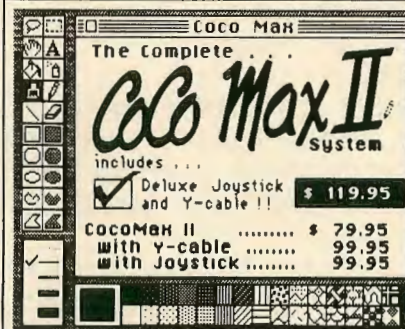 Coco Max
The Complete . . .
CoCo Max II
System
includes . . .
Deluxe Joystick
and Y-cable !!
$ 119.95
CocoMax II ......... $ 79.95
with Y-cable ........ 99.95
with Joystick ....... 99.95
A